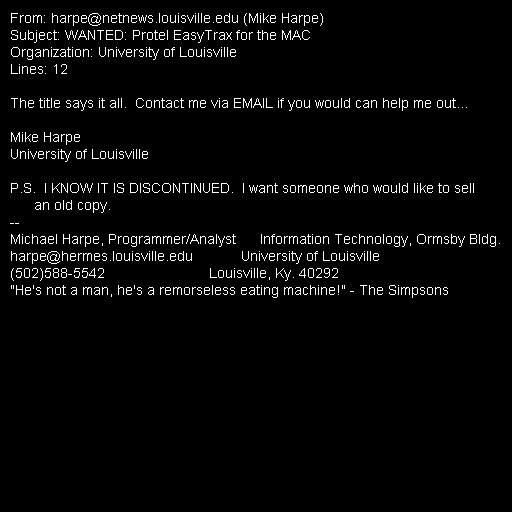 From: harpe@netnews.louisville.edu (Mike Harpe)
Subject: WANTED: Protel EasyTrax for the MAC
Organization: University of Louisville
Lines: 12

The title says it all.  Contact me via EMAIL if you would can help me out...

Mike Harpe
University of Louisville

P.S.  I KNOW IT IS DISCONTINUED.  I want someone who would like to sell
      an old copy.
--
Michael Harpe, Programmer/Analyst      Information Technology, Ormsby Bldg.
harpe@hermes.louisville.edu            University of Louisville
(502)588-5542                          Louisville, Ky. 40292
"He's not a man, he's a remorseless eating machine!" - The Simpsons